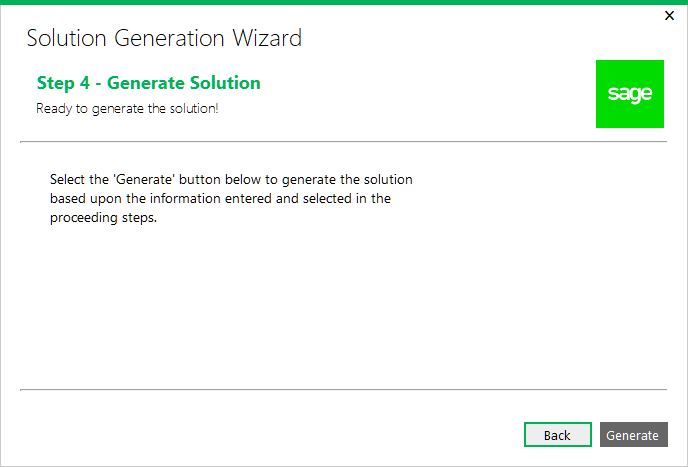 Solution Generation Wizard
Step 4 - Generate Solution
Ready to generate the solution!
sage
Select the 'Generate' button below to generate the solution
based upon the information entered and selected in the
proceeding steps.
Back
Generate